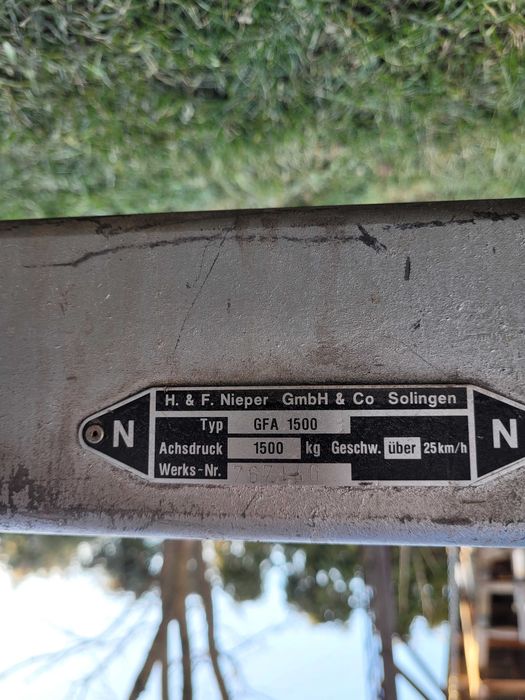 H. & F. Nieper GmbH & Co Solingen
N
Typ GFA 1500
N
Achsdruck 1500 kg Geschw. über 25km/h
Werks-Nr.